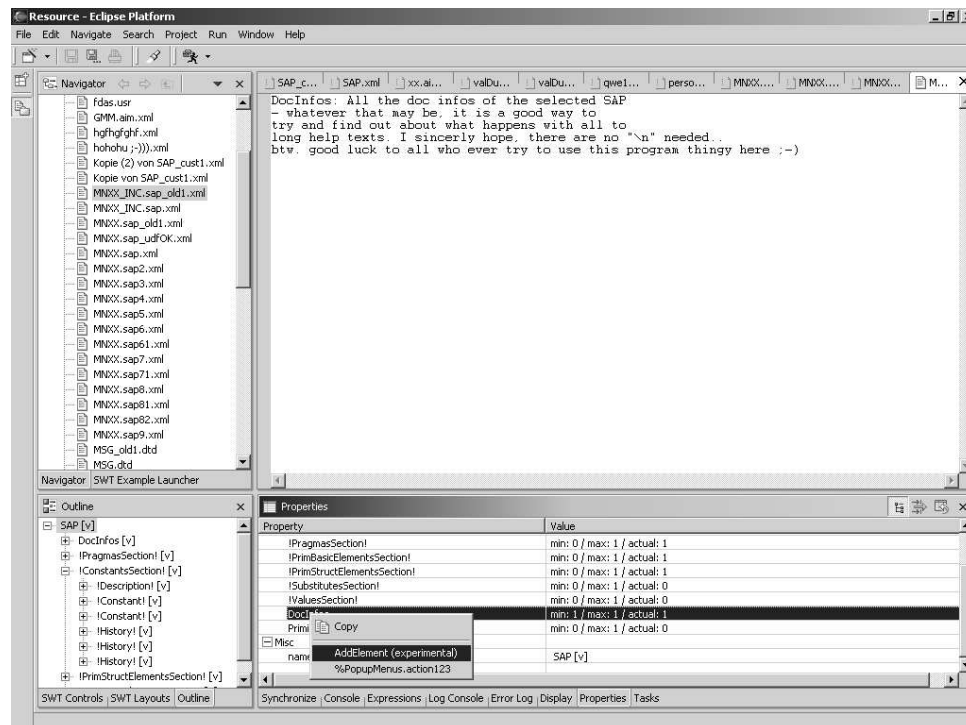 Resource - Eclipse Platform
File Edit Navigate Search Project Run Window Help
Navigator
fdas.usr
GMM.aim.xml
hgfhgfghf.xml
hohohu ;-))).xml
Kopie (2) von SAP_cust1.xml
Kopie von SAP_cust1.xml
MNXX_INC.sap_old1.xml
MNXX_INC.sap.xml
MNXX.sap_old1.xml
MNXX.sap_udfOK.xml
MNXX.sap.xml
MNXX.sap2.xml
MNXX.sap3.xml
MNXX.sap4.xml
MNXX.sap5.xml
MNXX.sap6.xml
MNXX.sap61.xml
MNXX.sap7.xml
MNXX.sap71.xml
MNXX.sap8.xml
MNXX.sap81.xml
MNXX.sap82.xml
MNXX.sap9.xml
MSG_old1.dtd
MSG.dtd
Navigator SWT Example Launcher
SAP_c... SAP.xml xx.ai... valDu... valDu... qwe1... perso... MNXX.... MNXX.... MNXX... M...
DocInfos: All the doc infos of the selected SAP
- whatever that may be, it is a good way to
try and find out about what happens with all to
long help texts. I sincerly hope, there are no "\n" needed..
btw. good luck to all who ever try to use this program thingy here ;-)
Outline
SAP [v]
DocInfos [v]
!PragmasSection! [v]
!ConstantsSection! [v]
!Description! [v]
!Constant! [v]
!Constant! [v]
!History! [v]
!History! [v]
!History! [v]
!PrimStructElementsSection! [v]
SWT Controls SWT Layouts Outline
Properties
Property Value
!PragmasSection! min: 0 / max: 1 / actual: 1
!PrimBasicElementsSection! min: 0 / max: 1 / actual: 1
!PrimStructElementsSection! min: 0 / max: 1 / actual: 1
!SubstitutesSection! min: 0 / max: 1 / actual: 0
!ValuesSection! min: 0 / max: 1 / actual: 0
DocInfos min: 1 / max: 1 / actual: 1
Primi min: 0 / max: 1 / actual: 0
Misc
name SAP [v]
Copy
AddElement (experimental)
%PopupMenus.action123
Synchronize Console Expressions Log Console Error Log Display Properties Tasks